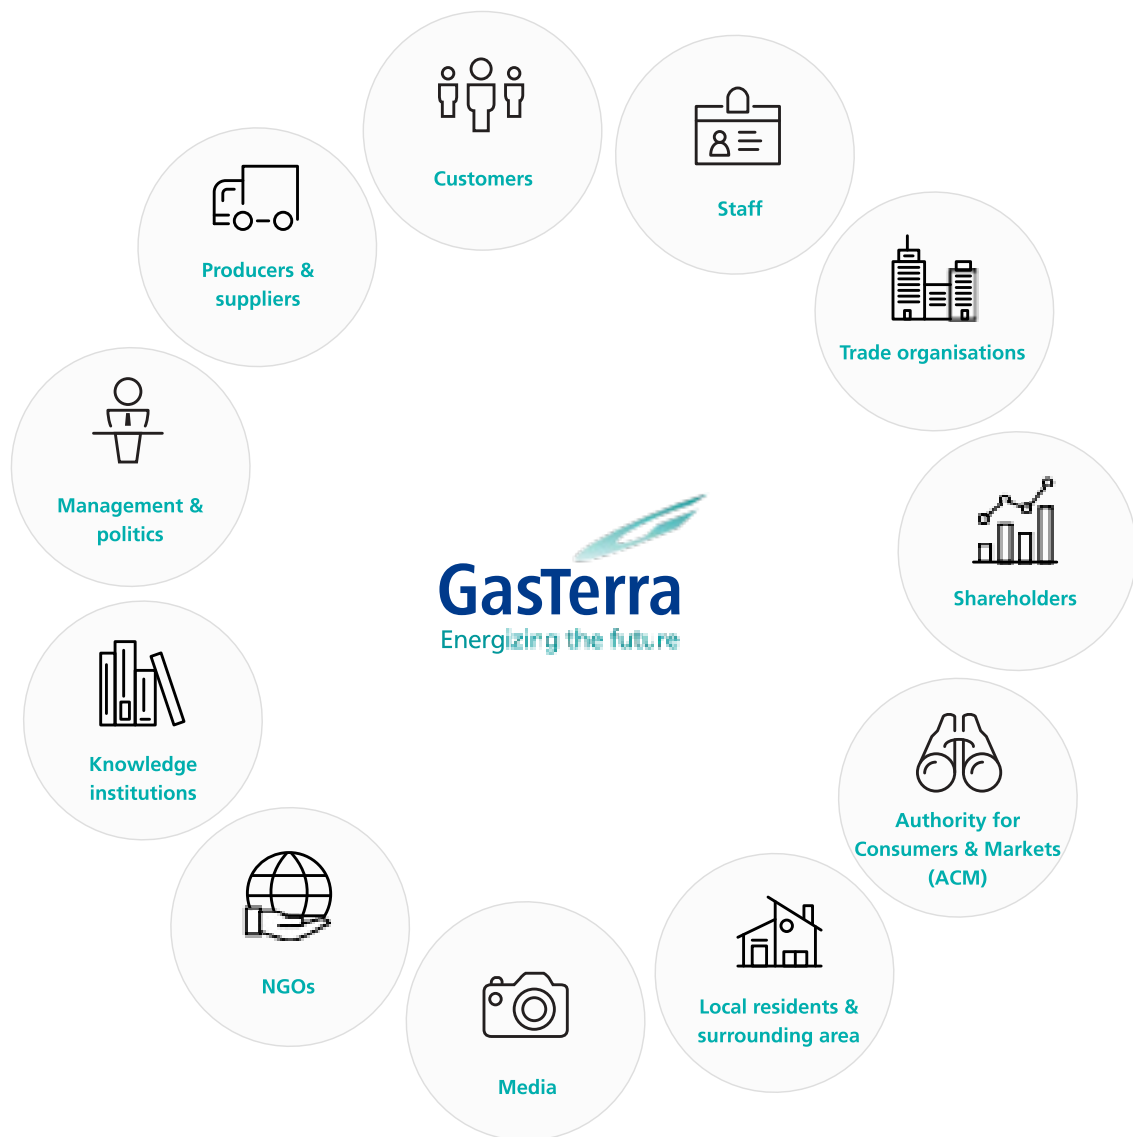 Customers
Staff
Producers &
suppliers
Trade organisations
Management &
politics
Shareholders
GasTerra
Energizing the future
Knowledge
institutions
Authority for
Consumers & Markets
(ACM)
NGOs
Local residents &
surrounding area
Media